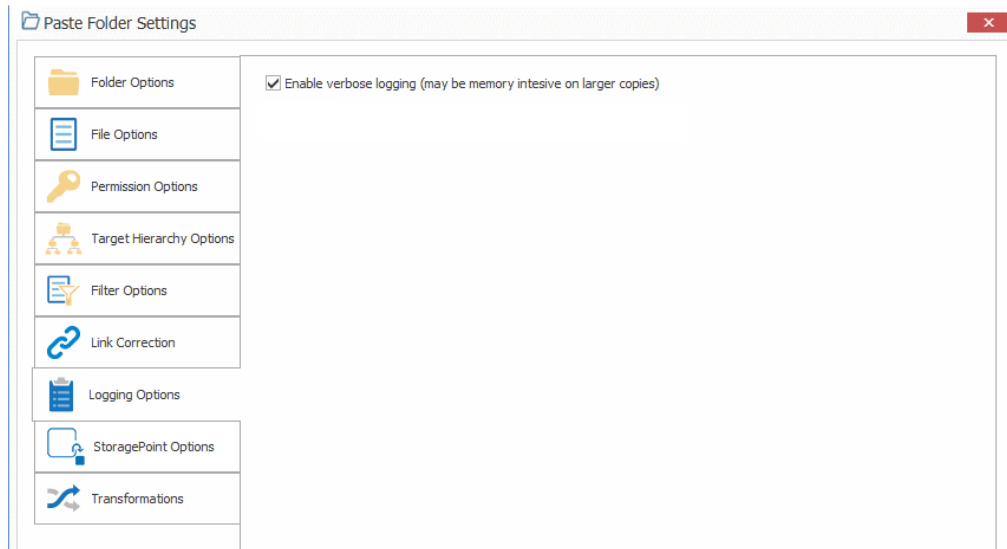 Paste Folder Settings
Folder Options
Enable verbose logging (may be memory intesive on larger copies)
File Options
Permission Options
Target Hierarchy Options
Filter Options
Link Correction
Logging Options
StoragePoint Options
Transformations